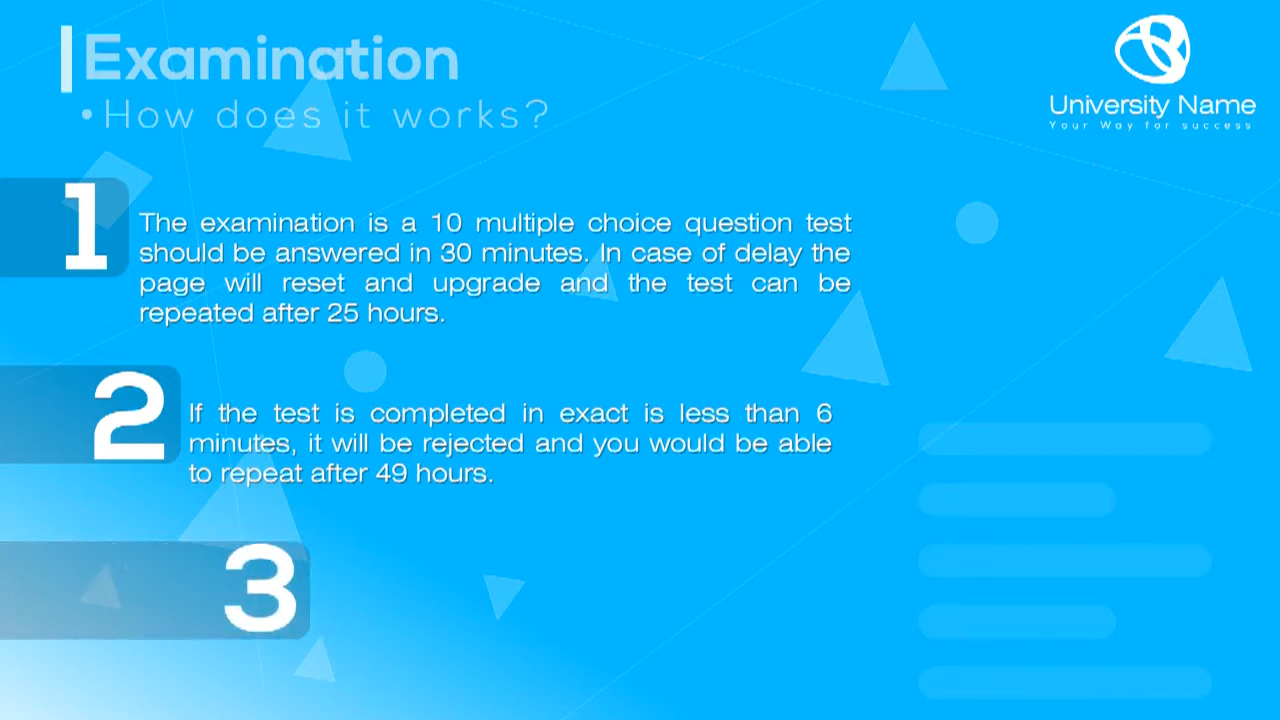 Examination
•How does it works?
University Name
Your Way for success
1
The examination is a 10 multiple choice question test
should be answered in 30 minutes. In case of delay the
page will reset and upgrade and the test can be
repeated after 25 hours.
2
If the test is completed in exact is less than 6
minutes, it will be rejected and you would be able
to repeat after 49 hours.
3